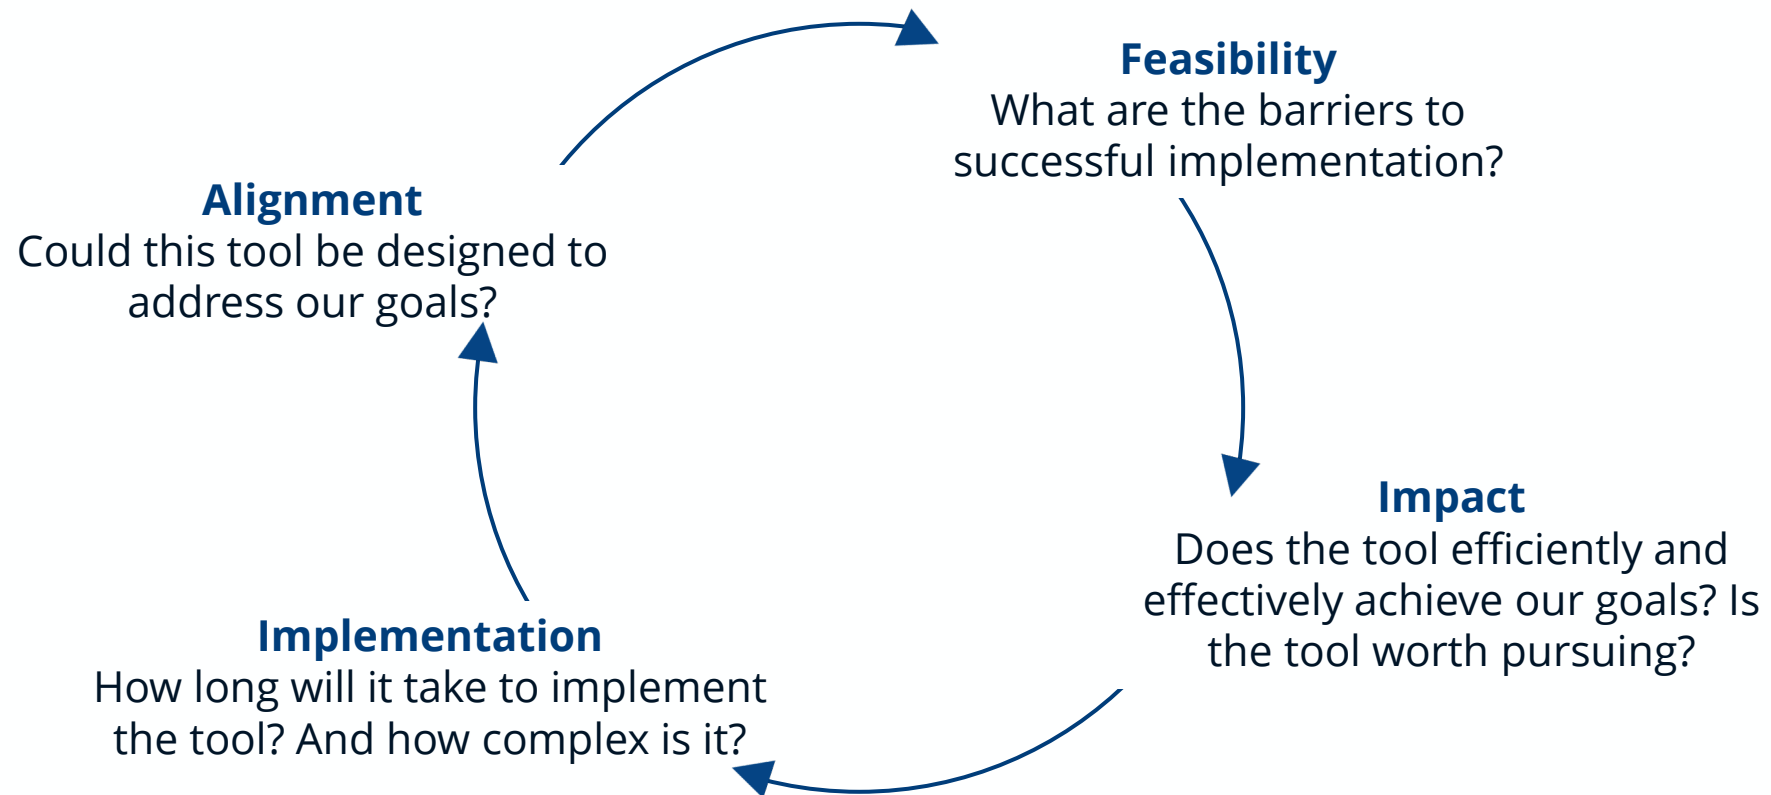 Feasibility
What are the barriers to
successful implementation?
Alignment
Could this tool be designed to
address our goals?
Impact
Does the tool efficiently and
effectively achieve our goals? Is
the tool worth pursuing?
Implementation
How long will it take to implement
the tool? And how complex is it?